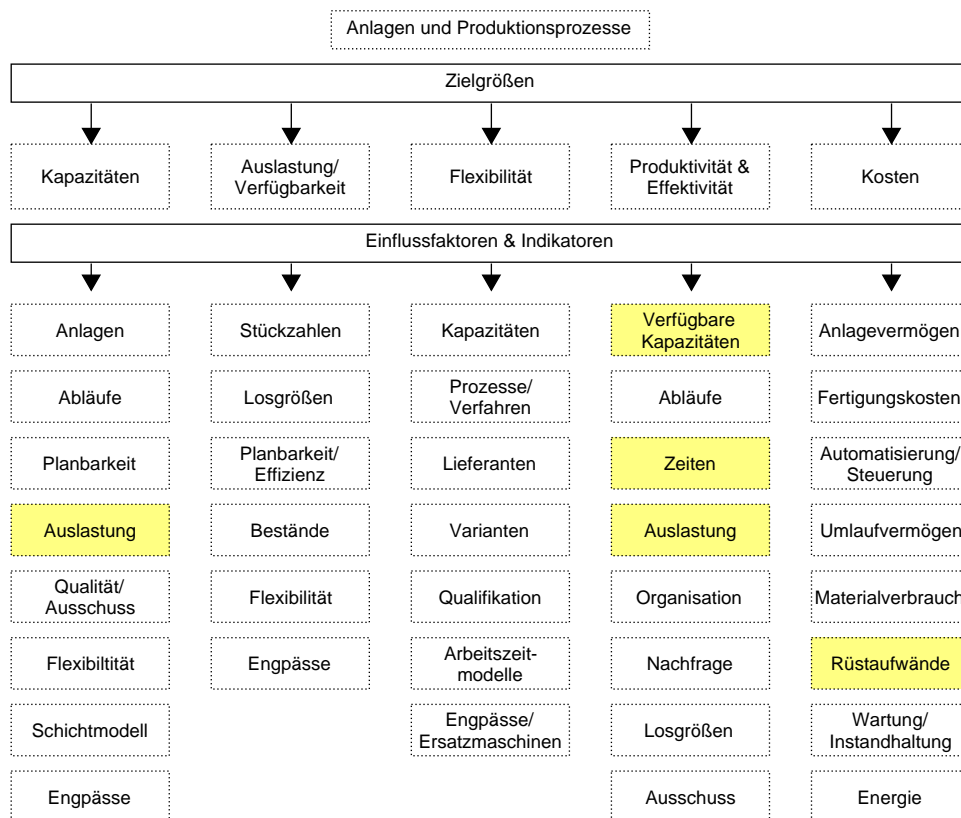 Anlagen und Produktionsprozesse
Zielgrößen
Kapazitäten
Auslastung/
Verfügbarkeit
Flexibilität
Produktivität &
Effektivität
Kosten
Einflussfaktoren & Indikatoren
Anlagen
Abläufe
Planbarkeit
Auslastung
Qualität/
Ausschuss
Flexibiltität
Schichtmodell
Engpässe
Stückzahlen
Losgrößen
Planbarkeit/
Effizienz
Bestände
Flexibilität
Engpässe
Kapazitäten
Prozesse/
Verfahren
Lieferanten
Varianten
Qualifikation
Arbeitszeit-
modelle
Engpässe/
Ersatzmaschinen
Verfügbare
Kapazitäten
Abläufe
Zeiten
Auslastung
Organisation
Nachfrage
Losgrößen
Ausschuss
Anlagevermögen
Fertigungskosten
Automatisierung/
Steuerung
Umlaufvermögen
Materialverbrauch
Rüstaufwände
Wartung/
Instandhaltung
Energie